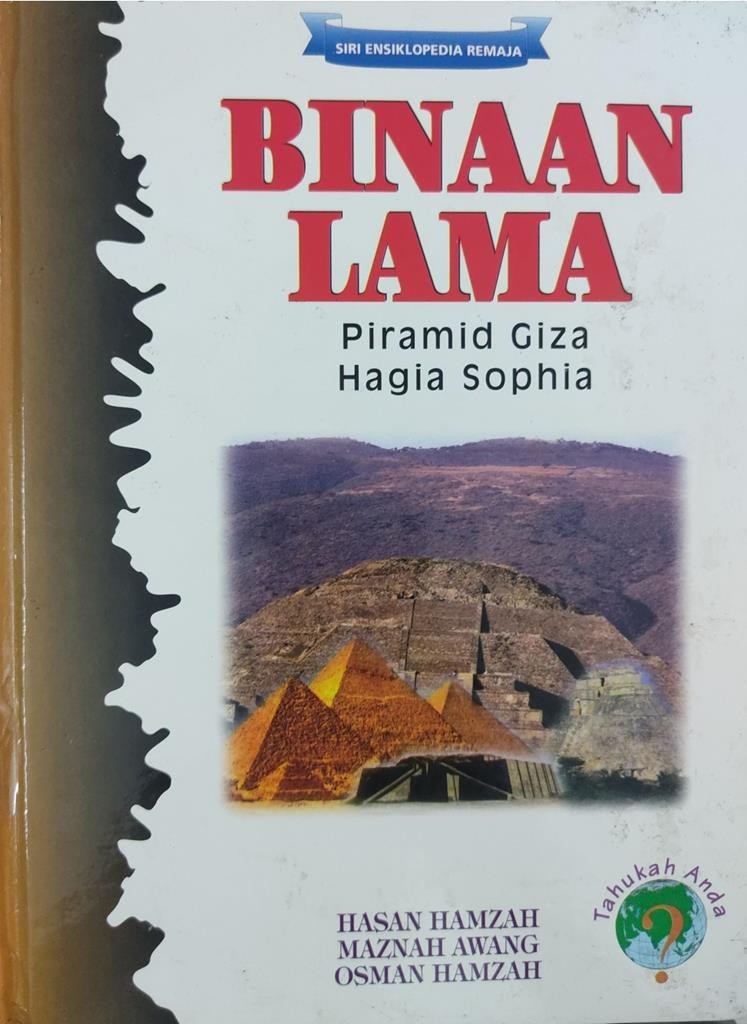 SIRI ENSIKLOPEDIA REMAJA
BINAAN
LAMA
Piramid Giza
Hagia Sophia
HASAN HAMZAH
MAZNAH AWANG
OSMAN HAMZAH
Tahukah Anda
?